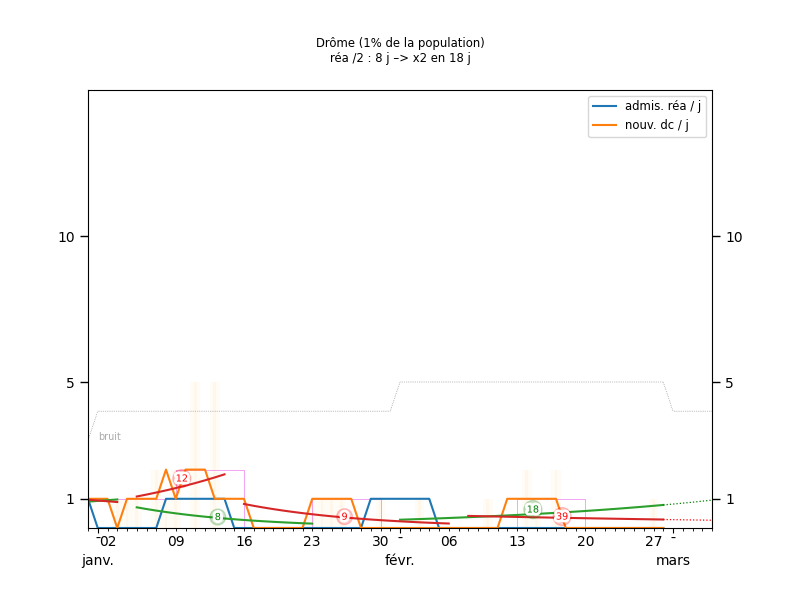 Drôme (1% de la population)
réa /2 : 8 j –> x2 en 18 j
admis. réa / j
nouv. dc / j
10
10
5
5
bruit
12
8
9
18
39
1
1
02
09
16
23
30
06
13
20
27
janv.
févr.
mars